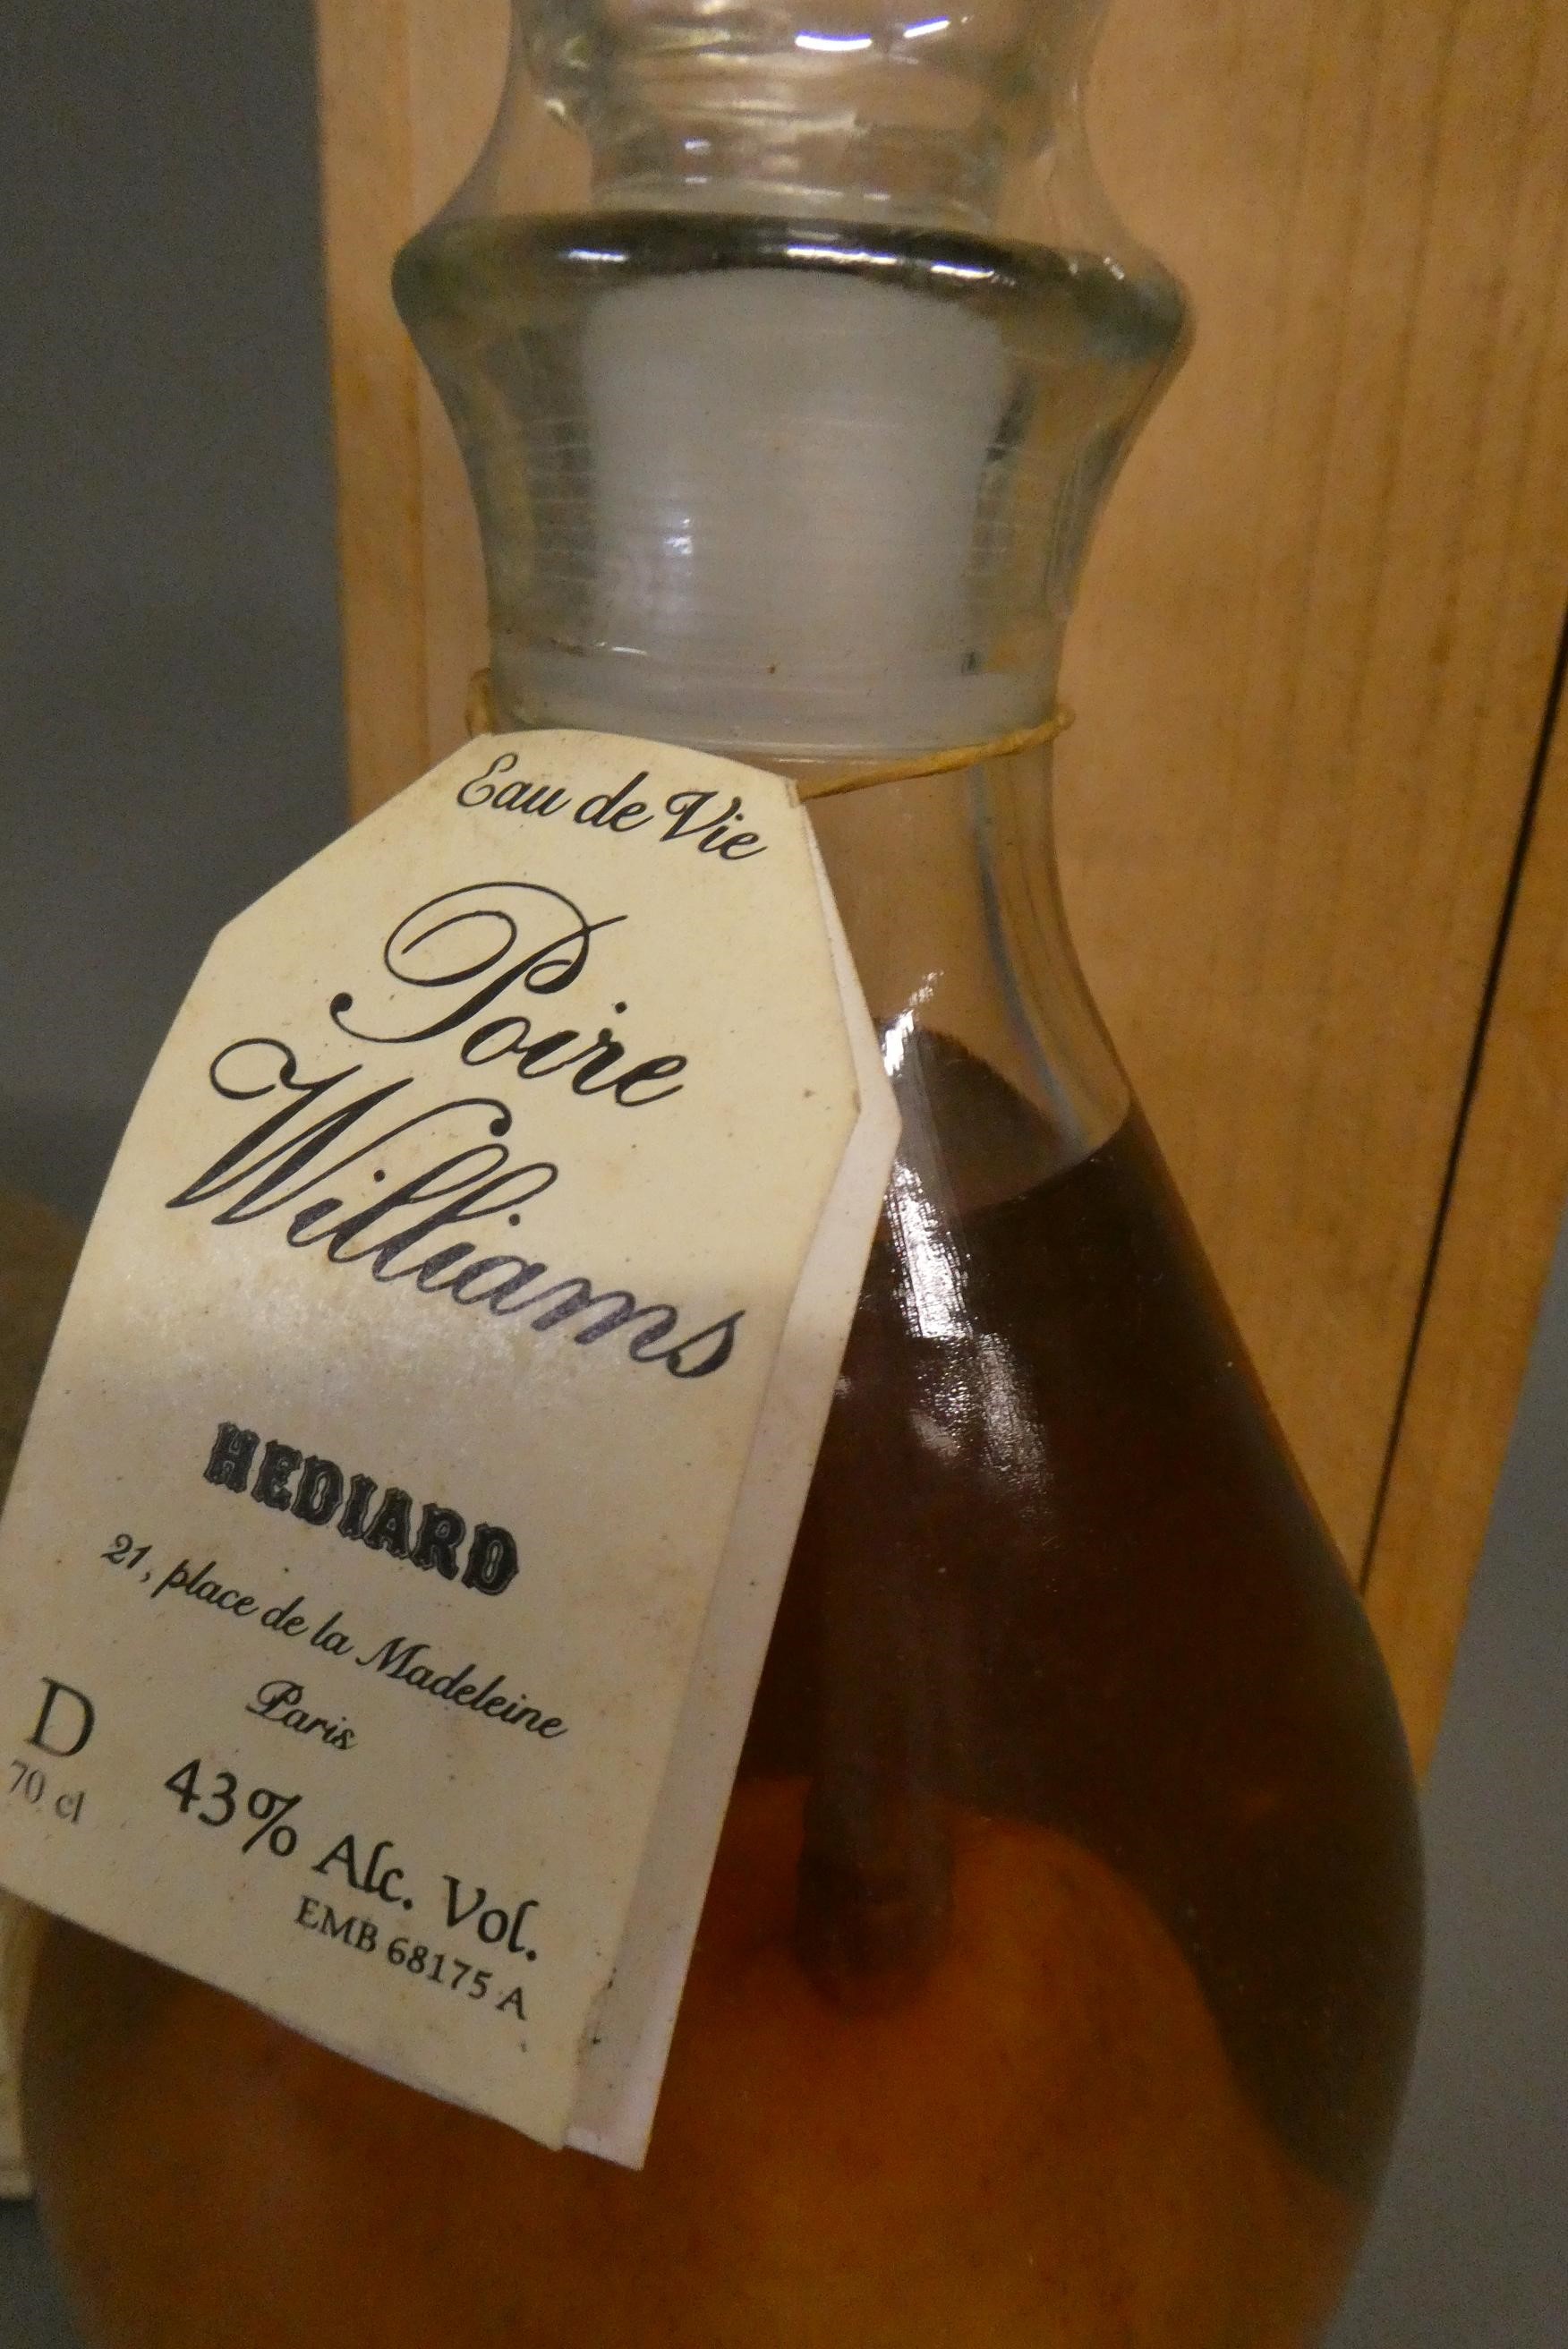 Eau de Vie
Poire
Williams
HEDIARD
21, place de la Madeleine
Paris
D
70 cl
43% Alc. Vol.
EMB 68175 A